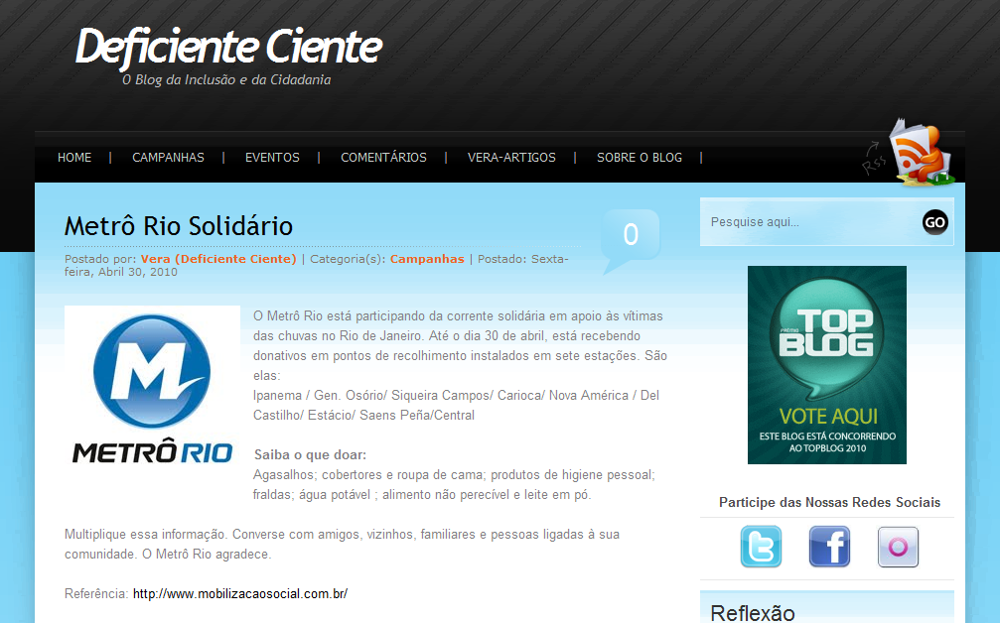 Deficiente Ciente
O Blog da Inclusão e da Cidadania
HOME | CAMPANHAS | EVENTOS | COMENTÁRIOS | VERA-ARTIGOS | SOBRE O BLOG |
Rss
Metrô Rio Solidário
0
Postado por: Vera (Deficiente Ciente) | Categoria(s): Campanhas | Postado: Sexta-
feira, Abril 30, 2010
METRÔ RIO
O Metrô Rio está participando da corrente solidária em apoio às vítimas
das chuvas no Rio de Janeiro. Até o dia 30 de abril, está recebendo
donativos em pontos de recolhimento instalados em sete estações. São
elas:
Ipanema / Gen. Osório/ Siqueira Campos/ Carioca/ Nova América / Del
Castilho/ Estácio/ Saens Peña/Central
Saiba o que doar:
Agasalhos; cobertores e roupa de cama; produtos de higiene pessoal;
fraldas; água potável ; alimento não perecível e leite em pó.
Multiplique essa informação. Converse com amigos, vizinhos, familiares e pessoas ligadas à sua
comunidade. O Metrô Rio agradece.
Referência: http://www.mobilizacaosocial.com.br/
Pesquise aqui... GO
PRÊMIO TOP
BLOG
VOTE AQUI
ESTE BLOG ESTÁ CONCORRENDO
AO TOPBLOG 2010
Participe das Nossas Redes Sociais
Reflexão